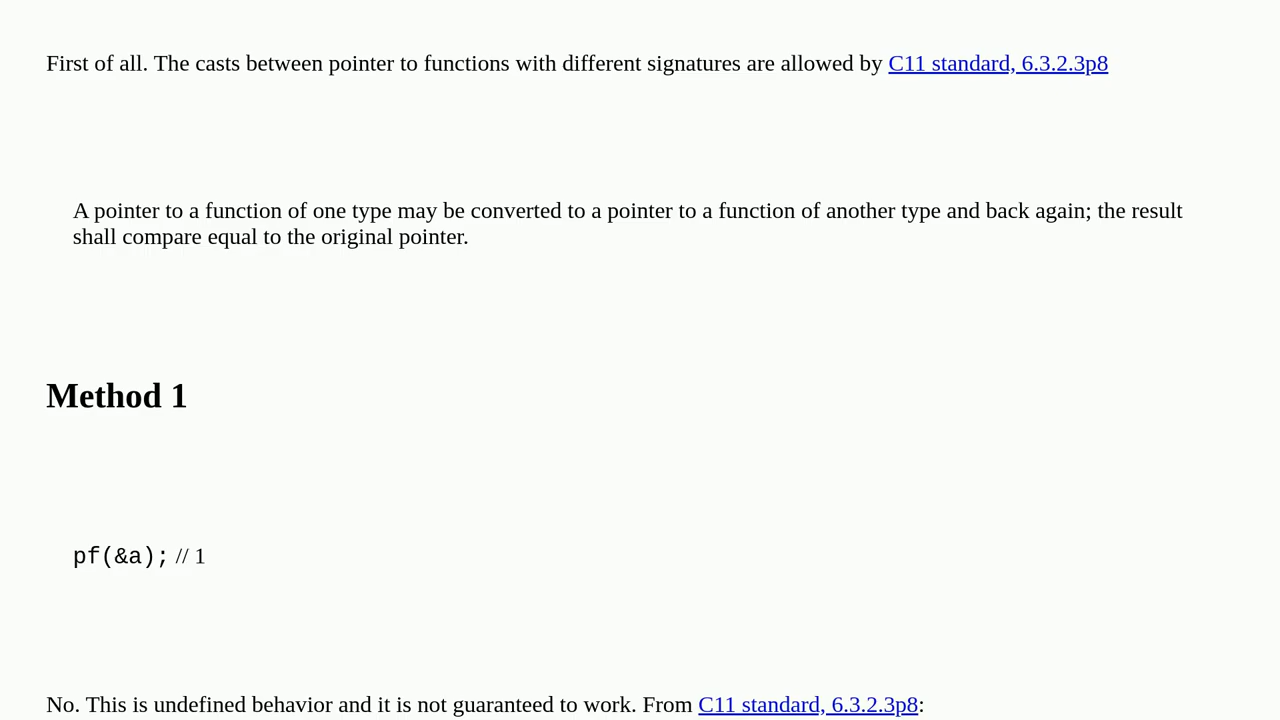 First of all. The casts between pointer to functions with different signatures are allowed by C11 standard, 6.3.2.3p8
A pointer to a function of one type may be converted to a pointer to a function of another type and back again; the result
shall compare equal to the original pointer.
Method 1
pf(&a); // 1
No. This is undefined behavior and it is not guaranteed to work. From C11 standard, 6.3.2.3p8: